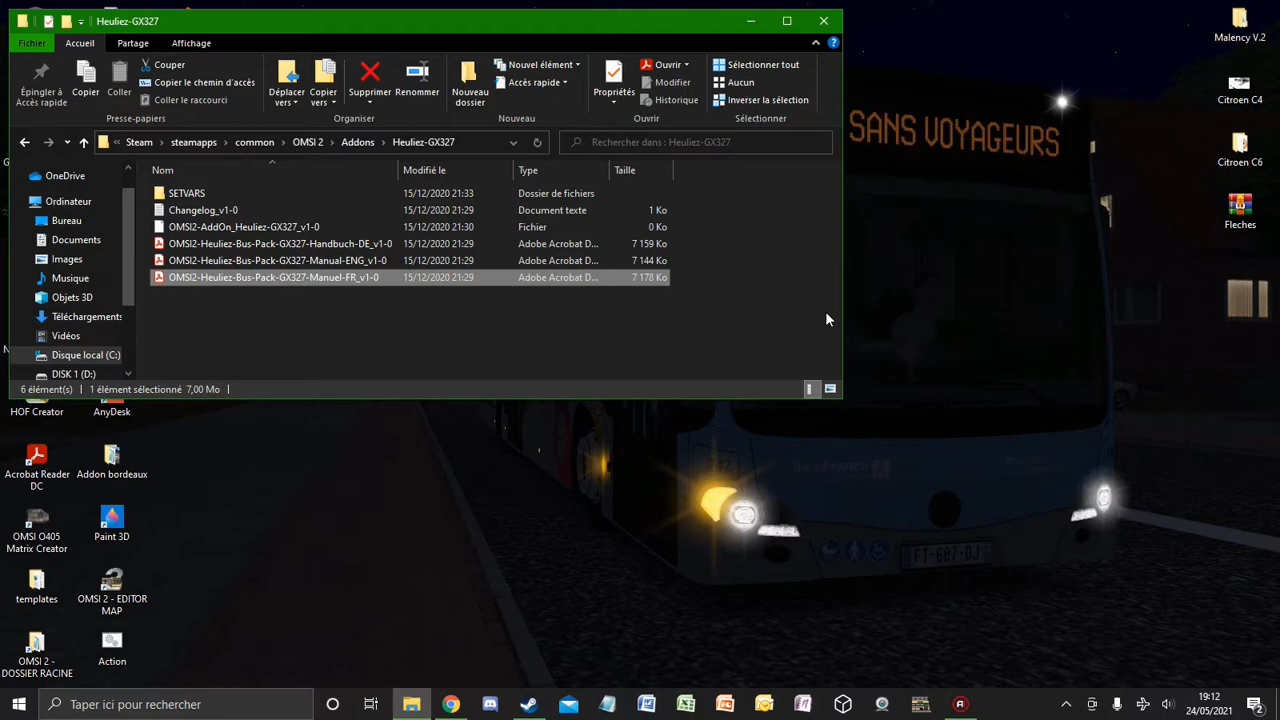 Heuliez-GX327
Fichier Accueil Partage Affichage
Épingler à Accès rapide
Copier
Coller
Couper
Copier le chemin d'accès
Coller le raccourci
Presse-papiers
Déplacer vers
Copier vers
Supprimer
Renommer
Organiser
Nouveau dossier
Nouvel élément
Accès rapide
Nouveau
Propriétés
Ouvrir
Modifier
Historique
Ouvrir
Sélectionner tout
Aucun
Inverser la sélection
Sélectionner
Steam > steamapps > common > OMSI 2 > Addons > Heuliez-GX327
Rechercher dans : Heuliez-GX327
OneDrive
Ordinateur
Bureau
Documents
Images
Musique
Objets 3D
Téléchargements
Vidéos
Disque local (C:)
DISK 1 (D:)
Nom Modifié le Type Taille
SETVARS 15/12/2020 21:33 Dossier de fichiers
Changelog_v1-0 15/12/2020 21:29 Document texte 1 Ko
OMSI2-AddOn_Heuliez-GX327_v1-0 15/12/2020 21:30 Fichier 0 Ko
OMSI2-Heuliez-Bus-Pack-GX327-Handbuch-DE_v1-0 15/12/2020 21:29 Adobe Acrobat D... 7 159 Ko
OMSI2-Heuliez-Bus-Pack-GX327-Manual-ENG_v1-0 15/12/2020 21:29 Adobe Acrobat D... 7 144 Ko
OMSI2-Heuliez-Bus-Pack-GX327-Manuel-FR_v1-0 15/12/2020 21:29 Adobe Acrobat D... 7 178 Ko
6 élément(s) 1 élément sélectionné 7,00 Mo
SANS VOYAGEURS
FT-687-DJ
Malency V.2
Citroen C4
Citroen C6
Fleches
HOF Creator
AnyDesk
Acrobat Reader DC
Addon bordeaux
OMSI O405 Matrix Creator
Paint 3D
templates
OMSI 2 - EDITOR MAP
OMSI 2 - DOSSIER RACINE
Action
Taper ici pour rechercher
19:12
24/05/2021
2